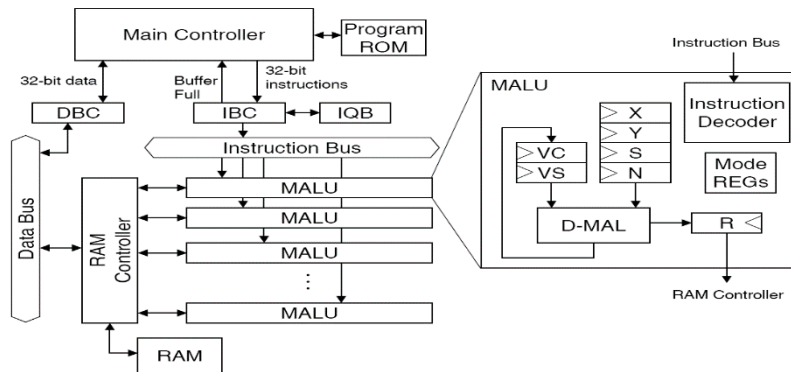 Main Controller
Program
ROM
32-bit data
Buffer
Full
32-bit
instructions
DBC
IBC
IQB
Instruction Bus
Data Bus
RAM
Controller
MALU
MALU
MALU
...
MALU
RAM
Instruction Bus
MALU
Instruction
Decoder
X
Y
S
N
VC
VS
Mode
REGs
D-MAL
R
RAM Controller